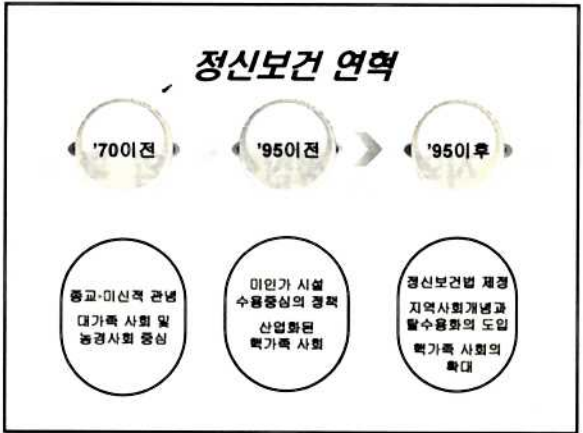 정신보건 연혁
'70이전
'95이전
'95이후
종교·미신적 관념
대가족 사회 및
농경사회 중심
미인가 시설
수용중심의 정책
산업화된
핵가족 사회
정신보건법 제정
지역사회개념과
탈수용화의 도입
핵가족 사회의
확대